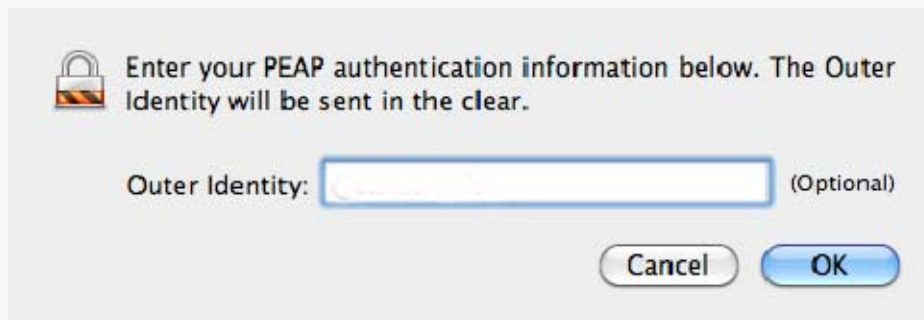 Enter your PEAP authentication information below. The Outer
Identity will be sent in the clear.
Outer Identity:
(Optional)
Cancel
OK